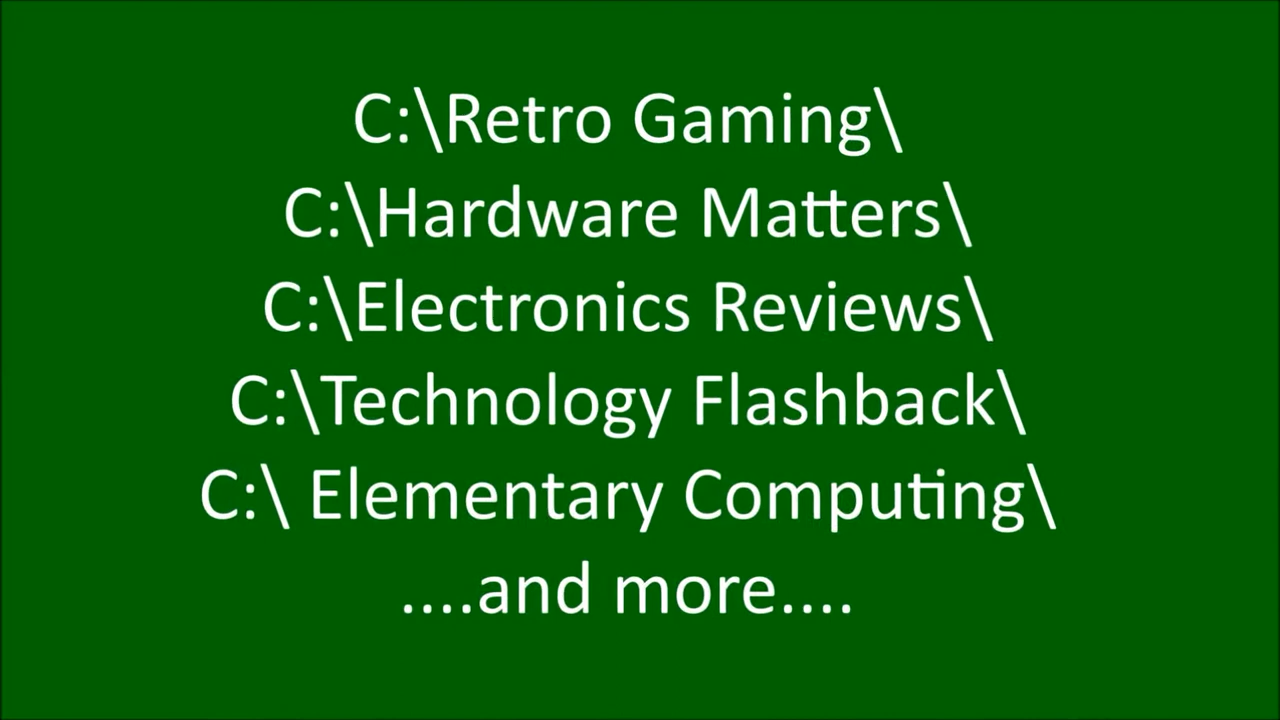 C:\Retro Gaming\
C:\Hardware Matters\
C:\Electronics Reviews\
C:\Technology Flashback\
C:\ Elementary Computing\
....and more....